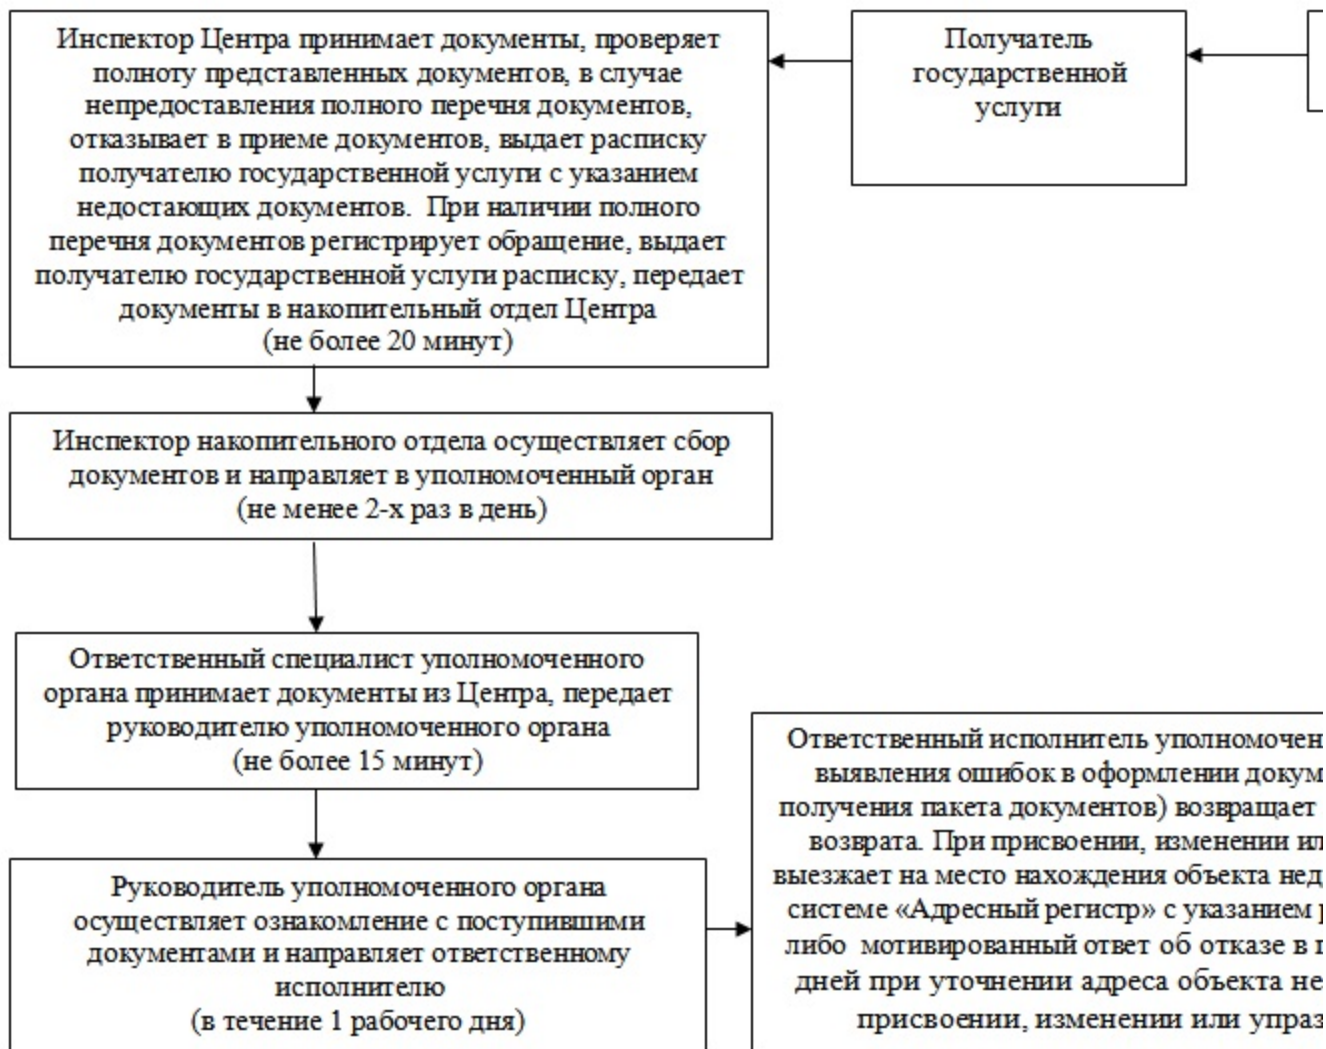 Инспектор Центра принимает документы, проверяет
полноту представленных документов, в случае
непредоставления полного перечня документов,
отказывает в приеме документов, выдает расписку
получателю государственной услуги с указанием
недостающих документов. При наличии полного
перечня документов регистрирует обращение, выдает
получателю государственной услуги расписку, передает
документы в накопительный отдел Центра
(не более 20 минут)
Получатель
государственной
услуги
Инспектор накопительного отдела осуществляет сбор
документов и направляет в уполномоченный орган
(не менее 2-х раз в день)
Ответственный специалист уполномоченного
органа принимает документы из Центра, передает
руководителю уполномоченного органа
(не более 15 минут)
Руководитель уполномоченного органа
осуществляет ознакомление с поступившими
документами и направляет ответственному
исполнителю
(в течение 1 рабочего дня)
Ответственный исполнитель
выявления ошибок в оформлении
получения пакета документов) возвращает
возврата. При присвоении, изменении
выезжает на место нахождения объекта
системе «Адресный регистр» с указанием
либо мотивированный ответ об отказе в
дней при уточнении адреса объекта
присвоении, изменении или